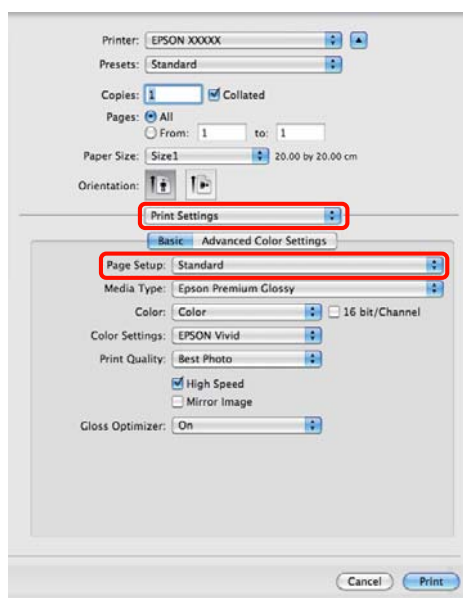 Printer: EPSON XXXXX
Presets: Standard
Copies: 1 Collated
Pages: All
From: 1 to: 1
Paper Size: Size1 20.00 by 20.00 cm
Orientation:
Print Settings
Basic Advanced Color Settings
Page Setup: Standard
Media Type: Epson Premium Glossy
Color: Color 16 bit/Channel
Color Settings: EPSON Vivid
Print Quality: Best Photo
High Speed
Mirror Image
Gloss Optimizer: On
Cancel Print